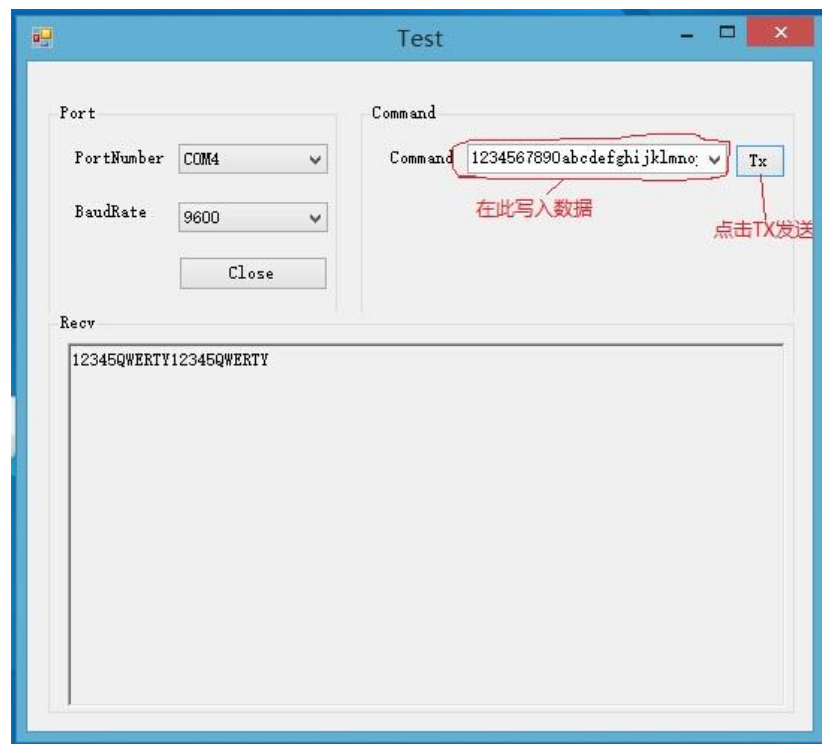 Test
Port
Command
PortNumber COM4
Command 1234567890abcdefghijklmno
Tx
BaudRate 9600
在此写入数据
点击TX发送
Close
Recv
12345QWERTY12345QWERTY